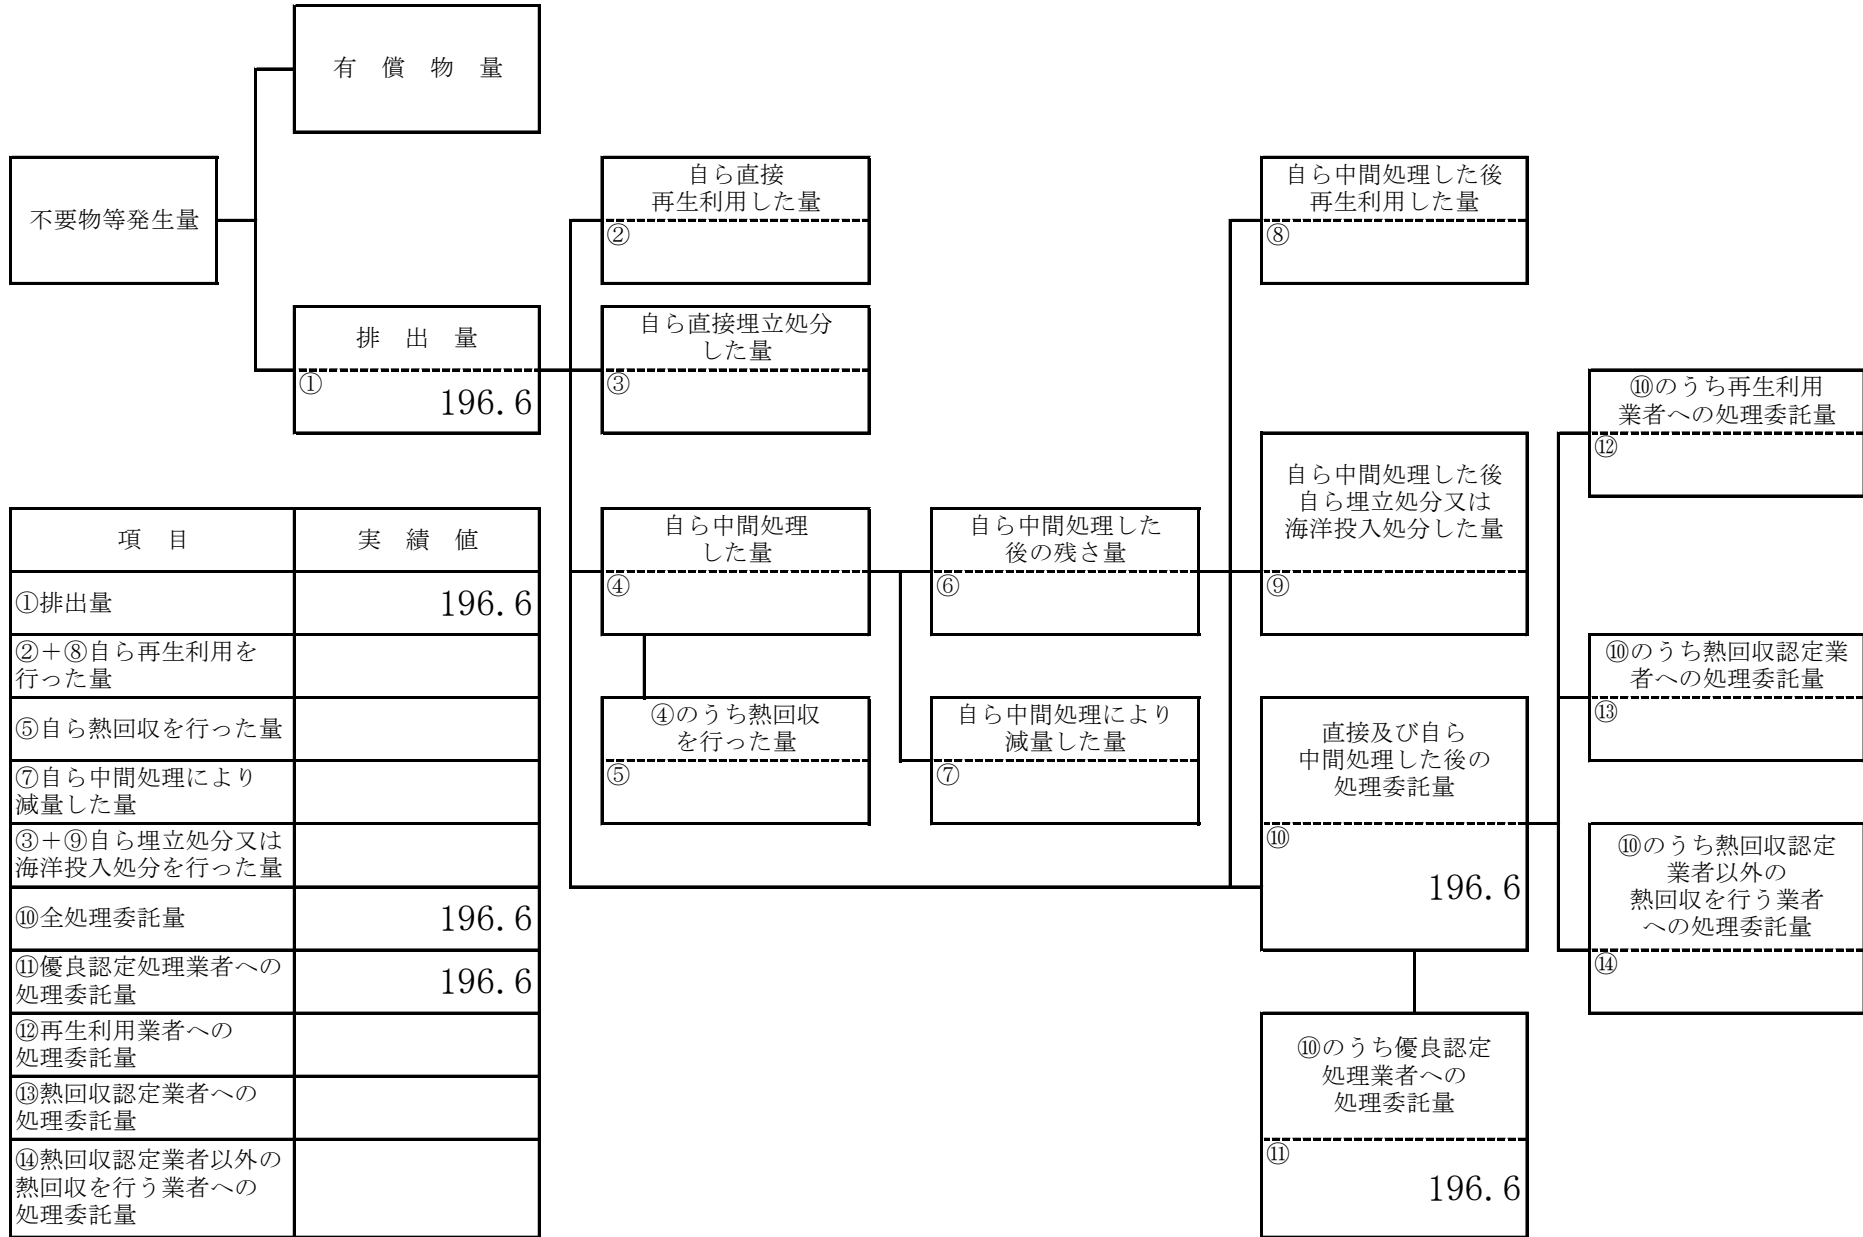 有 償 物 量
不要物等発生量
自ら直接
再生利用した量
②
自ら中間処理した後
再生利用した量
⑧
排 出 量
①
196.6
自ら直接埋立処分
した量
③
⑩のうち再生利用
業者への処理委託量
⑫
自ら中間処理した後
自ら埋立処分又は
海洋投入処分した量
⑨
自ら中間処理
した量
④
自ら中間処理した
後の残さ量
⑥
⑩のうち熱回収認定業
者への処理委託量
⑬
④のうち熱回収
を行った量
⑤
自ら中間処理により
減量した量
⑦
直接及び自ら
中間処理した後の
処理委託量
⑩
196.6
⑩のうち熱回収認定
業者以外の
熱回収を行う業者
への処理委託量
⑭
⑩のうち優良認定
処理業者への
処理委託量
⑪
196.6
項 目 実 績 値
①排出量 196.6
②＋⑧自ら再生利用を
行った量
⑤自ら熱回収を行った量
⑦自ら中間処理により
減量した量
③＋⑨自ら埋立処分又は
海洋投入処分を行った量
⑩全処理委託量 196.6
⑪優良認定処理業者への
処理委託量 196.6
⑫再生利用業者への
処理委託量
⑬熱回収認定業者への
処理委託量
⑭熱回収認定業者以外の
熱回収を行う業者への
処理委託量